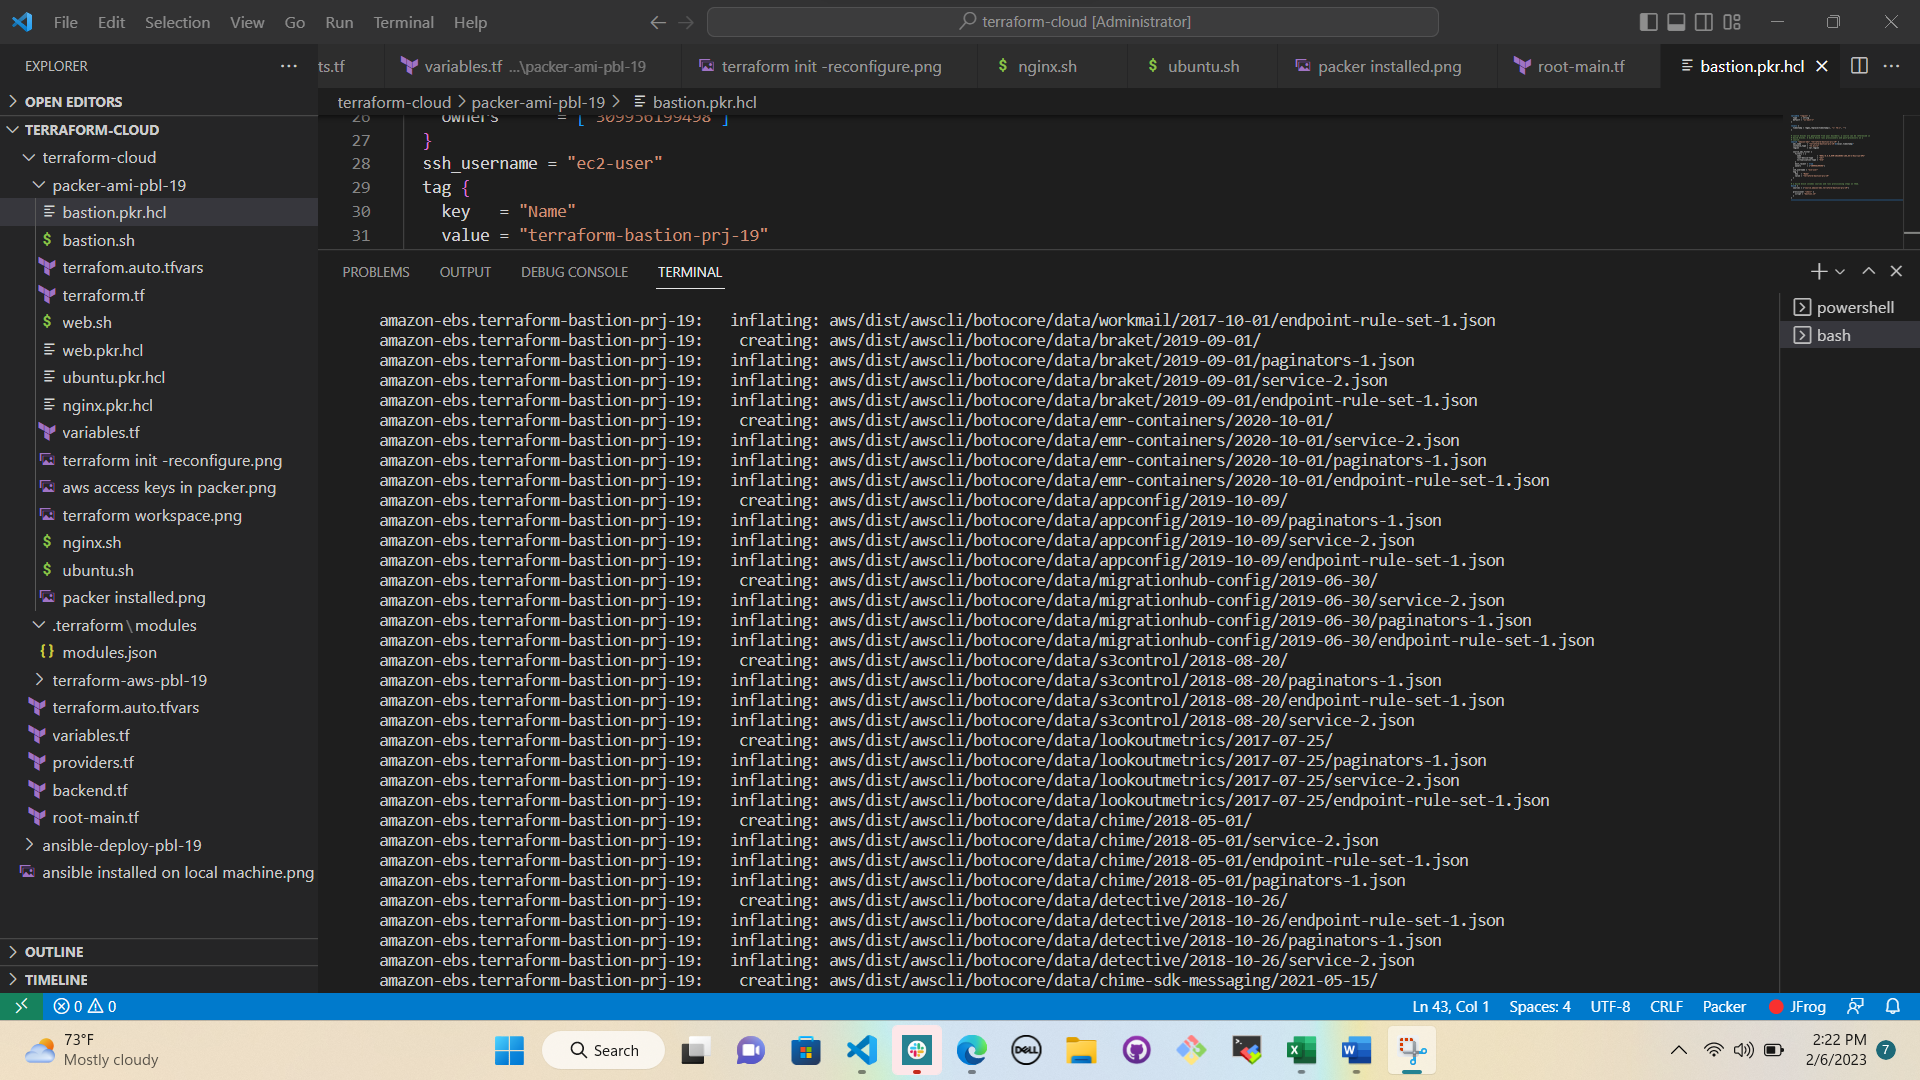 File Edit Selection View Go Run Terminal Help
terraform-cloud [Administrator]
EXPLORER
ts.tf
variables.tf ...\packer-ami-pbl-19
terraform init -reconfigure.png
nginx.sh
ubuntu.sh
packer installed.png
root-main.tf
bastion.pkr.hcl
OPEN EDITORS
TERRAFORM-CLOUD
terraform-cloud
packer-ami-pbl-19
bastion.pkr.hcl
bastion.sh
terrafom.auto.tfvars
terraform.tf
web.sh
web.pkr.hcl
ubuntu.pkr.hcl
nginx.pkr.hcl
variables.tf
terraform init -reconfigure.png
aws access keys in packer.png
terraform workspace.png
nginx.sh
ubuntu.sh
packer installed.png
.terraform\modules
modules.json
terraform-aws-pbl-19
terraform.auto.tfvars
variables.tf
providers.tf
backend.tf
root-main.tf
ansible-deploy-pbl-19
ansible installed on local machine.png
OUTLINE
TIMELINE
terraform-cloud > packer-ami-pbl-19 > bastion.pkr.hcl
26 owners = ["309956199498"]
27 }
28 ssh_username = "ec2-user"
29 tag {
30 key = "Name"
31 value = "terraform-bastion-prj-19"
PROBLEMS OUTPUT DEBUG CONSOLE TERMINAL
powershell
bash
amazon-ebs.terraform-bastion-prj-19: inflating: aws/dist/awscli/botocore/data/workmail/2017-10-01/endpoint-rule-set-1.json
amazon-ebs.terraform-bastion-prj-19: creating: aws/dist/awscli/botocore/data/braket/2019-09-01/
amazon-ebs.terraform-bastion-prj-19: inflating: aws/dist/awscli/botocore/data/braket/2019-09-01/paginators-1.json
amazon-ebs.terraform-bastion-prj-19: inflating: aws/dist/awscli/botocore/data/braket/2019-09-01/service-2.json
amazon-ebs.terraform-bastion-prj-19: inflating: aws/dist/awscli/botocore/data/braket/2019-09-01/endpoint-rule-set-1.json
amazon-ebs.terraform-bastion-prj-19: creating: aws/dist/awscli/botocore/data/emr-containers/2020-10-01/
amazon-ebs.terraform-bastion-prj-19: inflating: aws/dist/awscli/botocore/data/emr-containers/2020-10-01/service-2.json
amazon-ebs.terraform-bastion-prj-19: inflating: aws/dist/awscli/botocore/data/emr-containers/2020-10-01/paginators-1.json
amazon-ebs.terraform-bastion-prj-19: inflating: aws/dist/awscli/botocore/data/emr-containers/2020-10-01/endpoint-rule-set-1.json
amazon-ebs.terraform-bastion-prj-19: creating: aws/dist/awscli/botocore/data/appconfig/2019-10-09/
amazon-ebs.terraform-bastion-prj-19: inflating: aws/dist/awscli/botocore/data/appconfig/2019-10-09/paginators-1.json
amazon-ebs.terraform-bastion-prj-19: inflating: aws/dist/awscli/botocore/data/appconfig/2019-10-09/service-2.json
amazon-ebs.terraform-bastion-prj-19: inflating: aws/dist/awscli/botocore/data/appconfig/2019-10-09/endpoint-rule-set-1.json
amazon-ebs.terraform-bastion-prj-19: creating: aws/dist/awscli/botocore/data/migrationhub-config/2019-06-30/
amazon-ebs.terraform-bastion-prj-19: inflating: aws/dist/awscli/botocore/data/migrationhub-config/2019-06-30/service-2.json
amazon-ebs.terraform-bastion-prj-19: inflating: aws/dist/awscli/botocore/data/migrationhub-config/2019-06-30/paginators-1.json
amazon-ebs.terraform-bastion-prj-19: inflating: aws/dist/awscli/botocore/data/migrationhub-config/2019-06-30/endpoint-rule-set-1.json
amazon-ebs.terraform-bastion-prj-19: creating: aws/dist/awscli/botocore/data/s3control/2018-08-20/
amazon-ebs.terraform-bastion-prj-19: inflating: aws/dist/awscli/botocore/data/s3control/2018-08-20/paginators-1.json
amazon-ebs.terraform-bastion-prj-19: inflating: aws/dist/awscli/botocore/data/s3control/2018-08-20/endpoint-rule-set-1.json
amazon-ebs.terraform-bastion-prj-19: inflating: aws/dist/awscli/botocore/data/s3control/2018-08-20/service-2.json
amazon-ebs.terraform-bastion-prj-19: creating: aws/dist/awscli/botocore/data/lookoutmetrics/2017-07-25/
amazon-ebs.terraform-bastion-prj-19: inflating: aws/dist/awscli/botocore/data/lookoutmetrics/2017-07-25/paginators-1.json
amazon-ebs.terraform-bastion-prj-19: inflating: aws/dist/awscli/botocore/data/lookoutmetrics/2017-07-25/service-2.json
amazon-ebs.terraform-bastion-prj-19: inflating: aws/dist/awscli/botocore/data/lookoutmetrics/2017-07-25/endpoint-rule-set-1.json
amazon-ebs.terraform-bastion-prj-19: creating: aws/dist/awscli/botocore/data/chime/2018-05-01/
amazon-ebs.terraform-bastion-prj-19: inflating: aws/dist/awscli/botocore/data/chime/2018-05-01/service-2.json
amazon-ebs.terraform-bastion-prj-19: inflating: aws/dist/awscli/botocore/data/chime/2018-05-01/endpoint-rule-set-1.json
amazon-ebs.terraform-bastion-prj-19: inflating: aws/dist/awscli/botocore/data/chime/2018-05-01/paginators-1.json
amazon-ebs.terraform-bastion-prj-19: creating: aws/dist/awscli/botocore/data/detective/2018-10-26/
amazon-ebs.terraform-bastion-prj-19: inflating: aws/dist/awscli/botocore/data/detective/2018-10-26/endpoint-rule-set-1.json
amazon-ebs.terraform-bastion-prj-19: inflating: aws/dist/awscli/botocore/data/detective/2018-10-26/paginators-1.json
amazon-ebs.terraform-bastion-prj-19: inflating: aws/dist/awscli/botocore/data/detective/2018-10-26/service-2.json
amazon-ebs.terraform-bastion-prj-19: creating: aws/dist/awscli/botocore/data/chime-sdk-messaging/2021-05-15/
0 0
Ln 43, Col 1 Spaces: 4 UTF-8 CRLF Packer JFrog
73°F
Mostly cloudy
Search
DELL
2:22 PM
2/6/2023
7